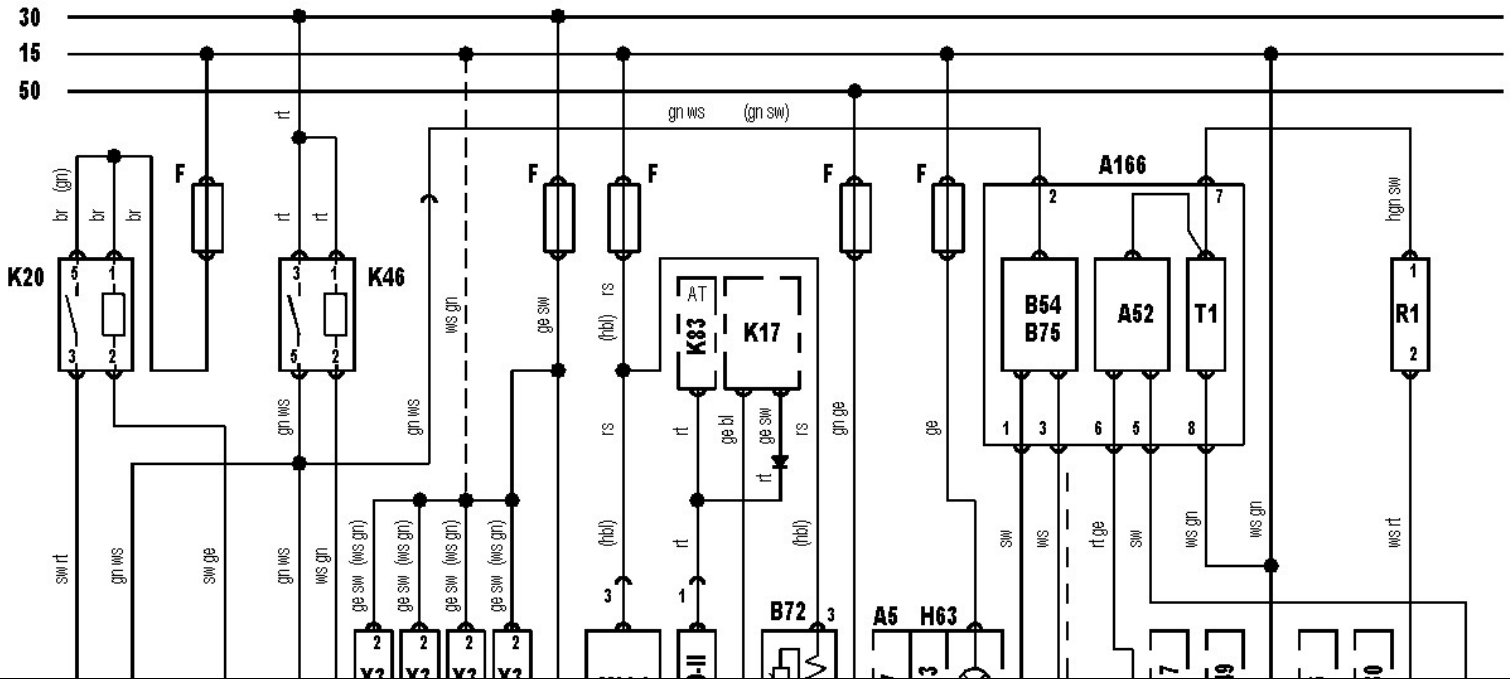 30
15
50
gn ws (gn sw)
rt
A166
F F F F F
br (gn) br br
rt rt
2 7
hgn sw
K20 5 1
3 1 K46
3 2
5 2
ws gn
ge sw
rs
(hbl)
AT
K83
K17
B54
B75
A52
T1
1
R1
2
gn ws
gn ws
rs
rt
ge bl
ge sw
rs
gn ge
ge
1 3 6 5 8
rt
sw rt
gn ws
sw ge
gn ws
ws gn
ge sw (ws gn)
ge sw (ws gn)
ge sw (ws gn)
ge sw (ws gn)
(hbl)
rt
(hbl)
sw
ws
rt ge
sw
ws gn
ws gn
ws rt
3
1
B72 3
A5 H63
2 2 2 2